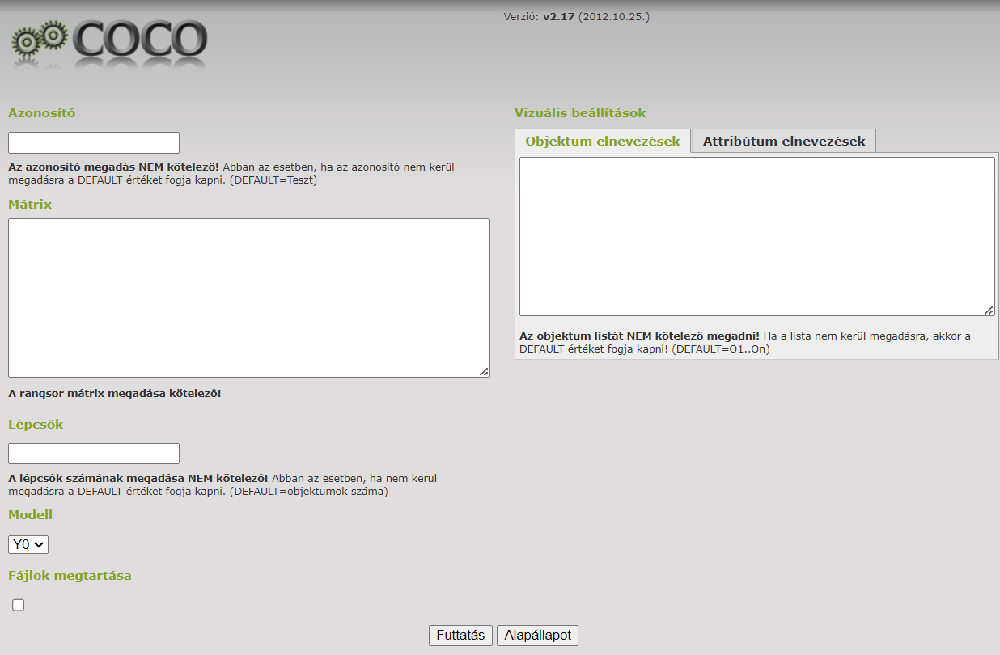 COCO
Verzió: v2.17 (2012.10.25.)
Azonosító
Az azonosító megadás NEM kötelezô! Abban az esetben, ha az azonosító nem kerül
megadásra a DEFAULT értéket fogja kapni. (DEFAULT=Teszt)
Mátrix
A rangsor mátrix megadása kötelezô!
Lépcsôk
A lépcsôk számának megadása NEM kötelezô! Abban az esetben, ha nem kerül
megadásra a DEFAULT értéket fogja kapni. (DEFAULT=objektumok száma)
Modell
Y0
Fájlok megtartása
Vizuális beállítások
Objektum elnevezések Attribútum elnevezések
Az objektum listát NEM kötelezô megadni! Ha a lista nem kerül megadásra, akkor a
DEFAULT értéket fogja kapni! (DEFAULT=O1..On)
Futtatás Alapállapot